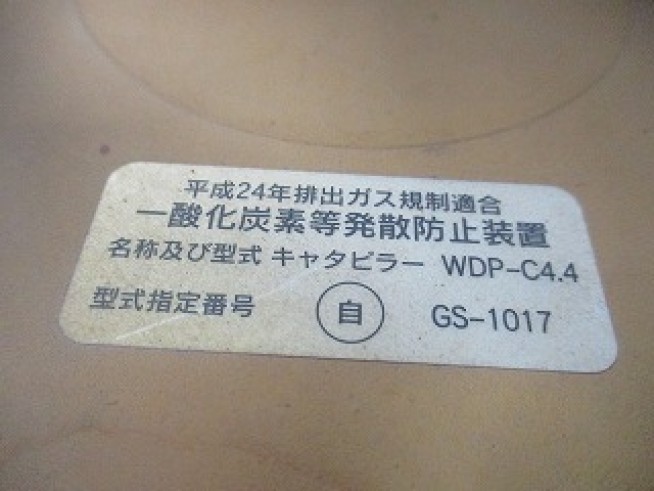 平成24年排出ガス規制適合
一酸化炭素等発散防止装置
名称及び型式 キャタピラー WDP-C4.4
型式指定番号 自 GS-1017